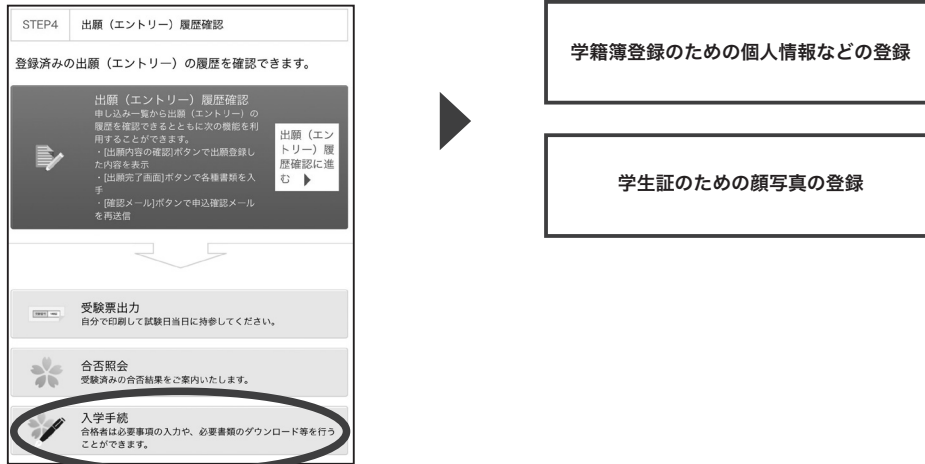 STEP4 出願（エントリー）履歴確認
登録済みの出願（エントリー）の履歴を確認できます。
出願（エントリー）履歴確認
申し込み一覧から出願（エントリー）の
履歴を確認できるとともに次の機能を利
用することができます。
・[出願内容の確認]ボタンで出願登録し
た内容を表示
・[出願完了画面]ボタンで各種書類を入
手
・[確認メール]ボタンで申込確認メール
を再送信
出願（エン
トリー）履
歴確認に進
む ▶
受験票出力
自分で印刷して試験日当日に持参してください。
合否照会
受験済みの合否結果をご案内いたします。
入学手続
合格者は必要事項の入力や、必要書類のダウンロード等を行う
ことができます。
学籍簿登録のための個人情報などの登録
学生証のための顔写真の登録